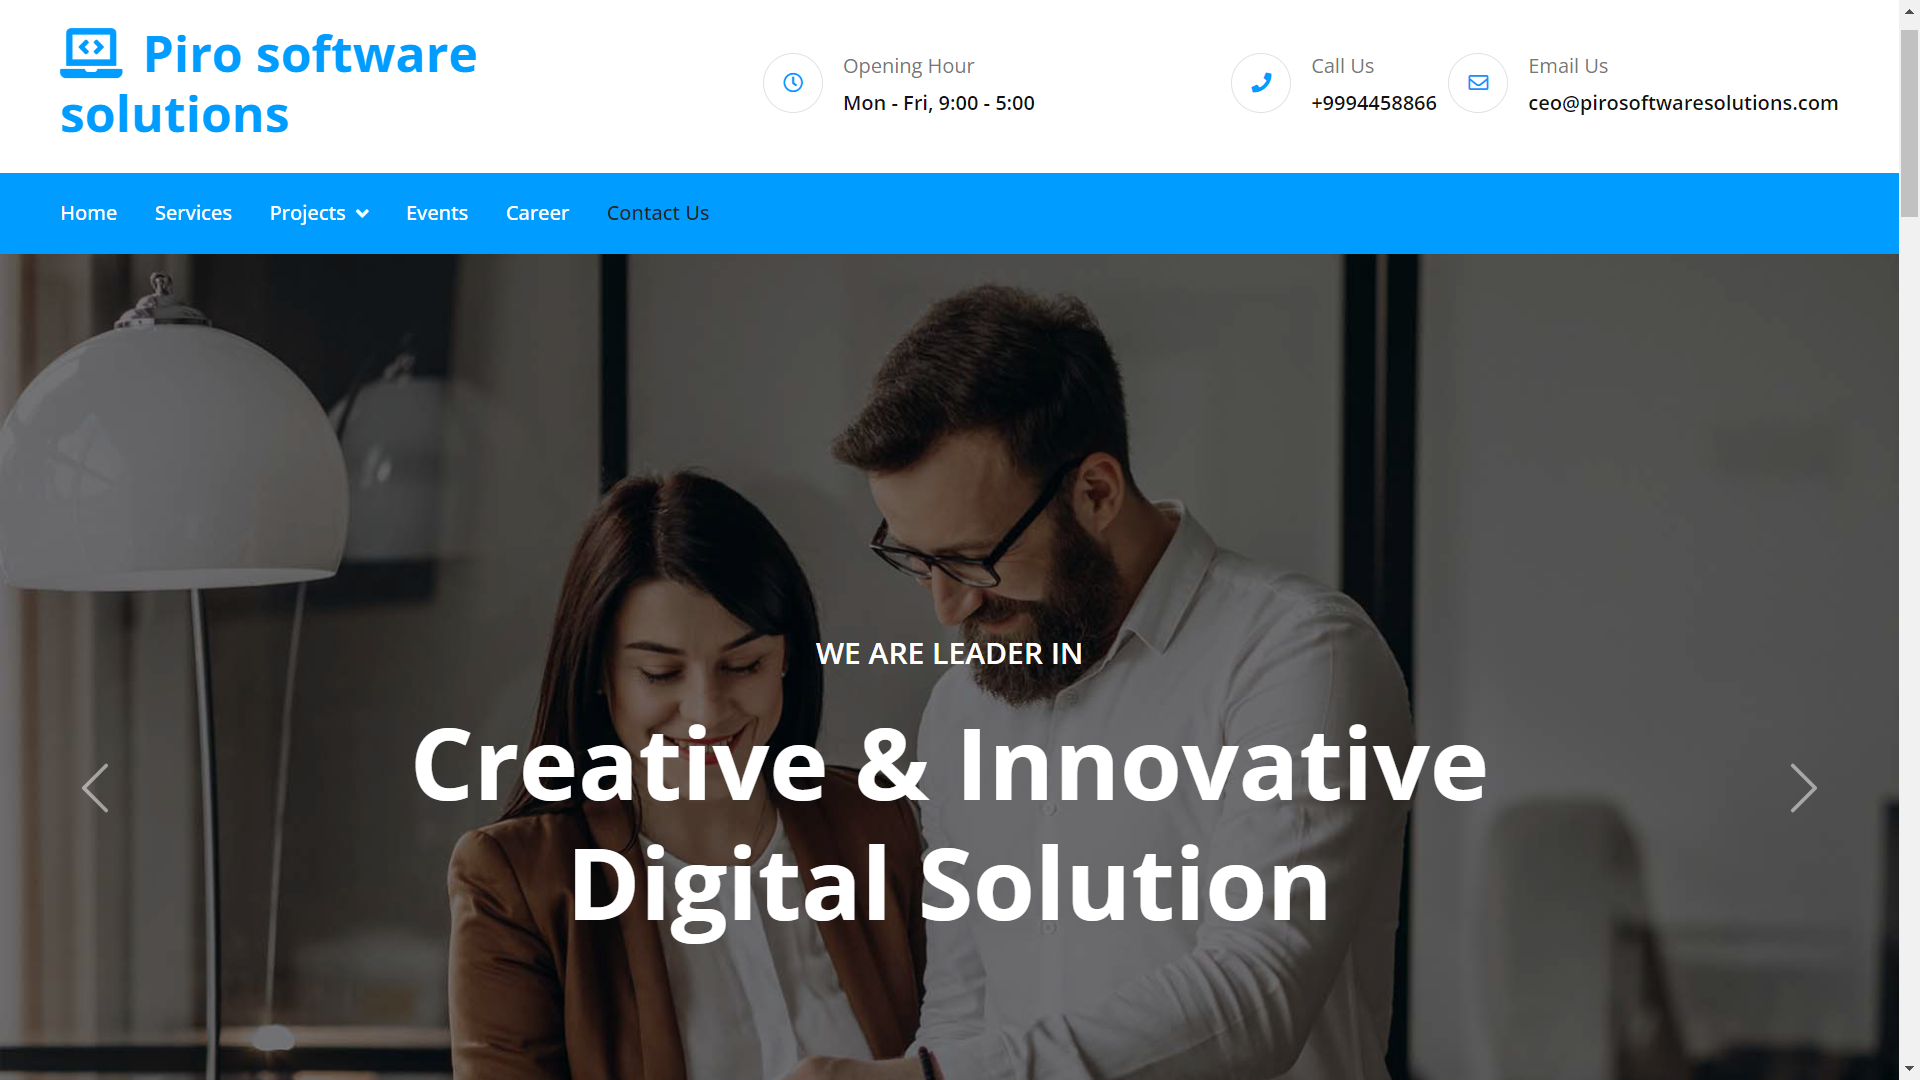 Piro software
solutions
Opening Hour
Mon - Fri, 9:00 - 5:00
Call Us
+9994458866
Email Us
ceo@pirosoftwaresolutions.com
Home
Services
Projects
Events
Career
Contact Us
WE ARE LEADER IN
Creative & Innovative
Digital Solution